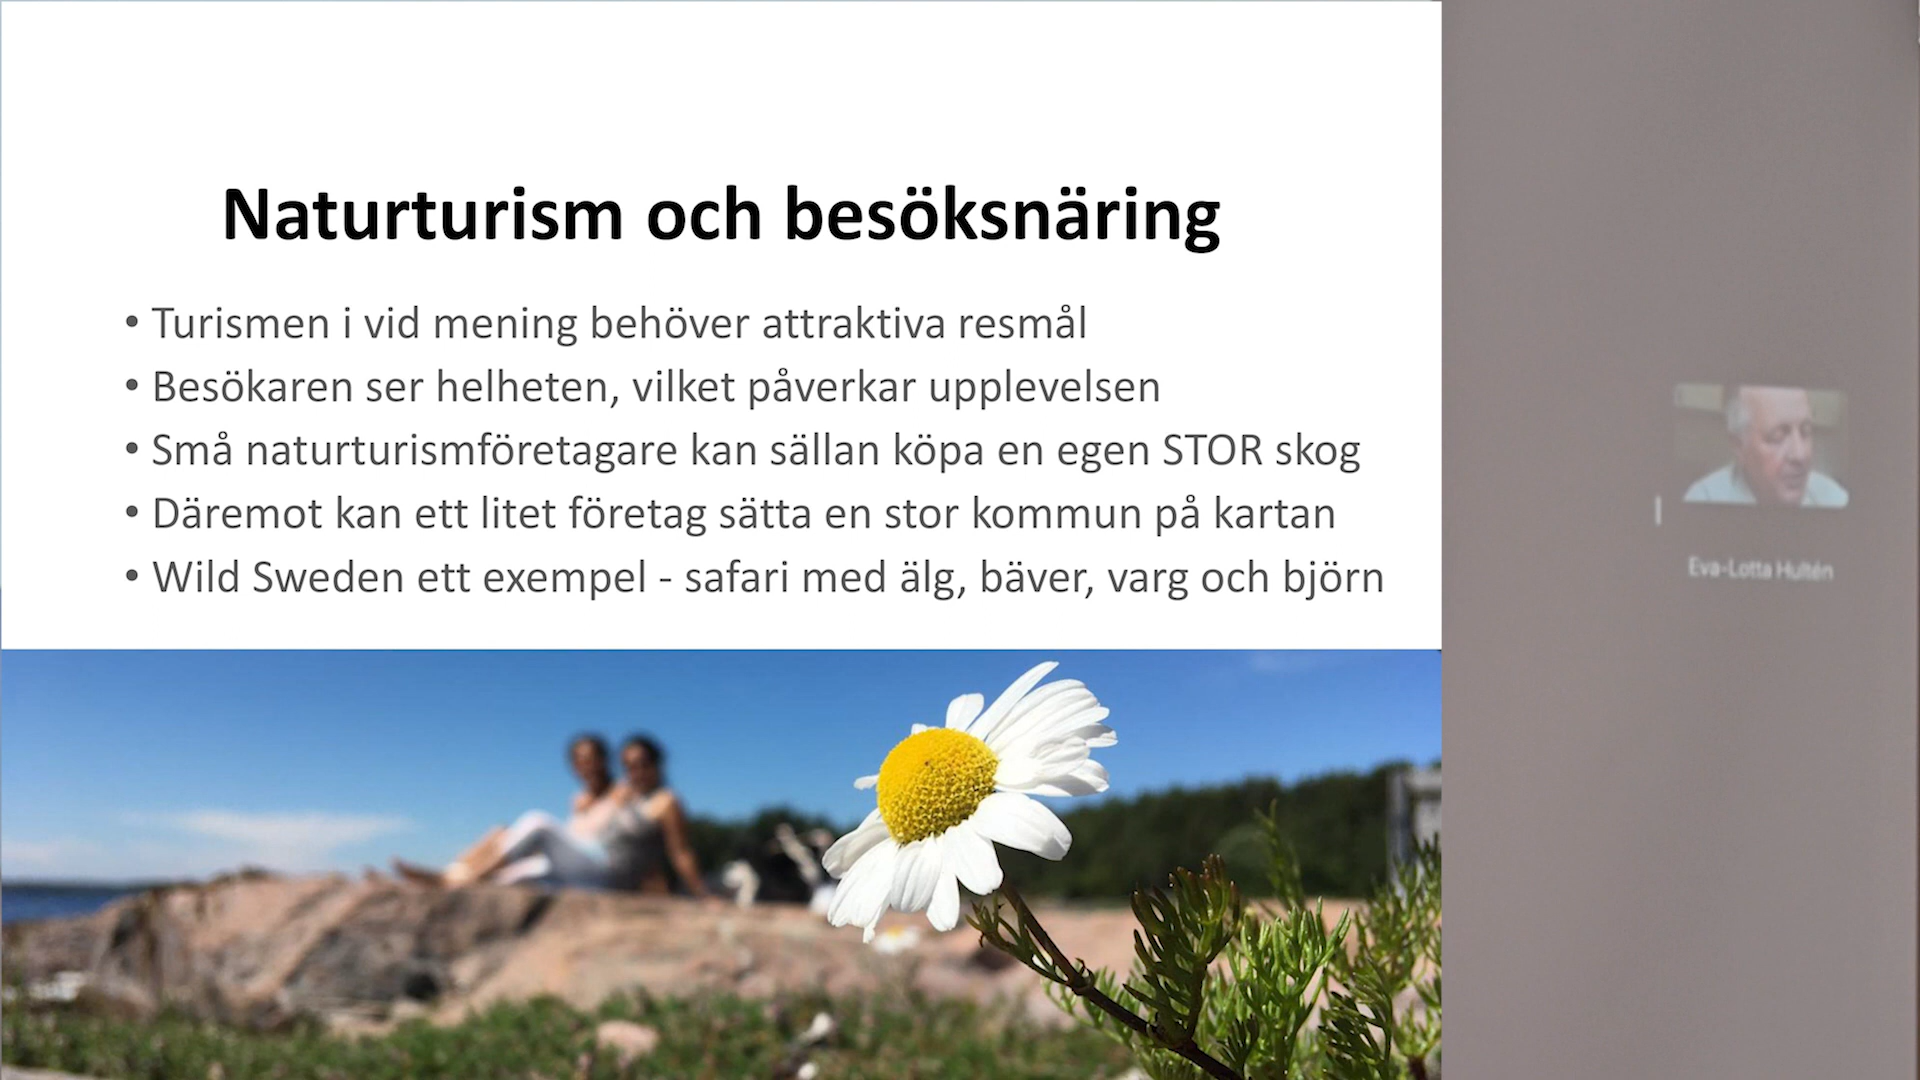 Naturturism och besöksnäring
• Turismen i vid mening behöver attraktiva resmål
• Besökaren ser helheten, vilket påverkar upplevelsen
• Små naturturismföretagare kan sällan köpa en egen STOR skog
• Däremot kan ett litet företag sätta en stor kommun på kartan
• Wild Sweden ett exempel - safari med älg, bäver, varg och björn
Eva-Lotta Hultén